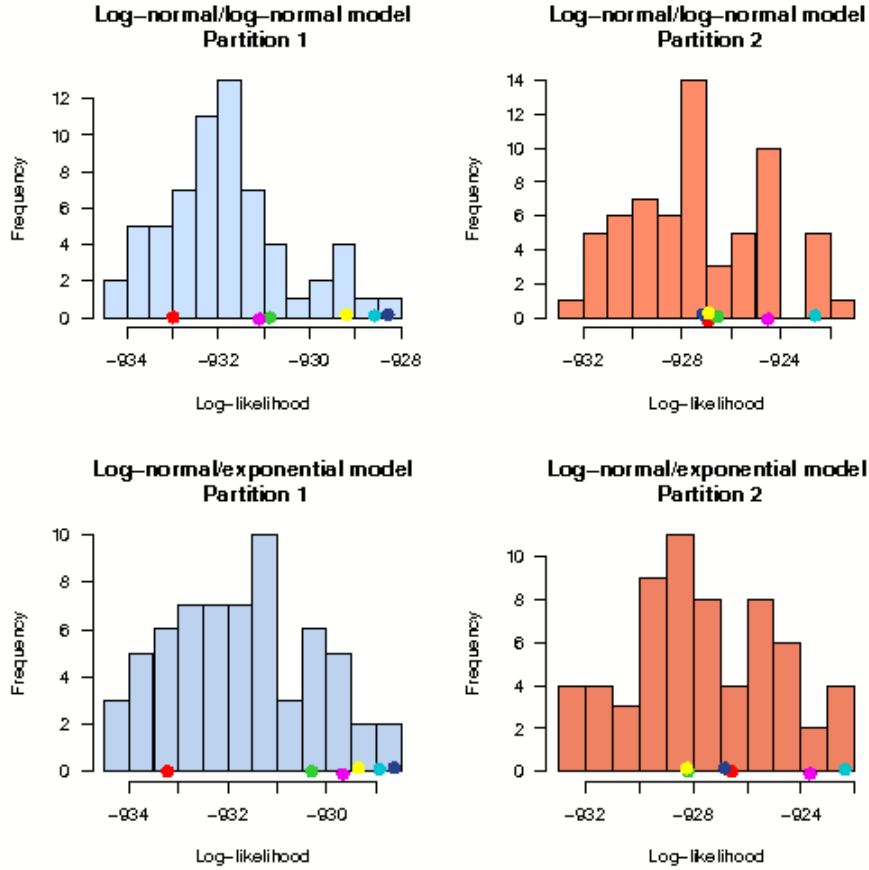 Log-normal/log-normal model
Partition 1
12
10
8
6
4
2
0
Frequency
-934
-932
-930
-928
Log-likelihood
Log-normal/log-normal model
Partition 2
14
12
10
8
6
4
2
0
Frequency
-932
-928
-924
Log-likelihood
Log-normal/exponential model
Partition 1
10
8
6
4
2
0
Frequency
-934
-932
-930
Log-likelihood
Log-normal/exponential model
Partition 2
10
8
6
4
2
0
Frequency
-932
-928
-924
Log-likelihood